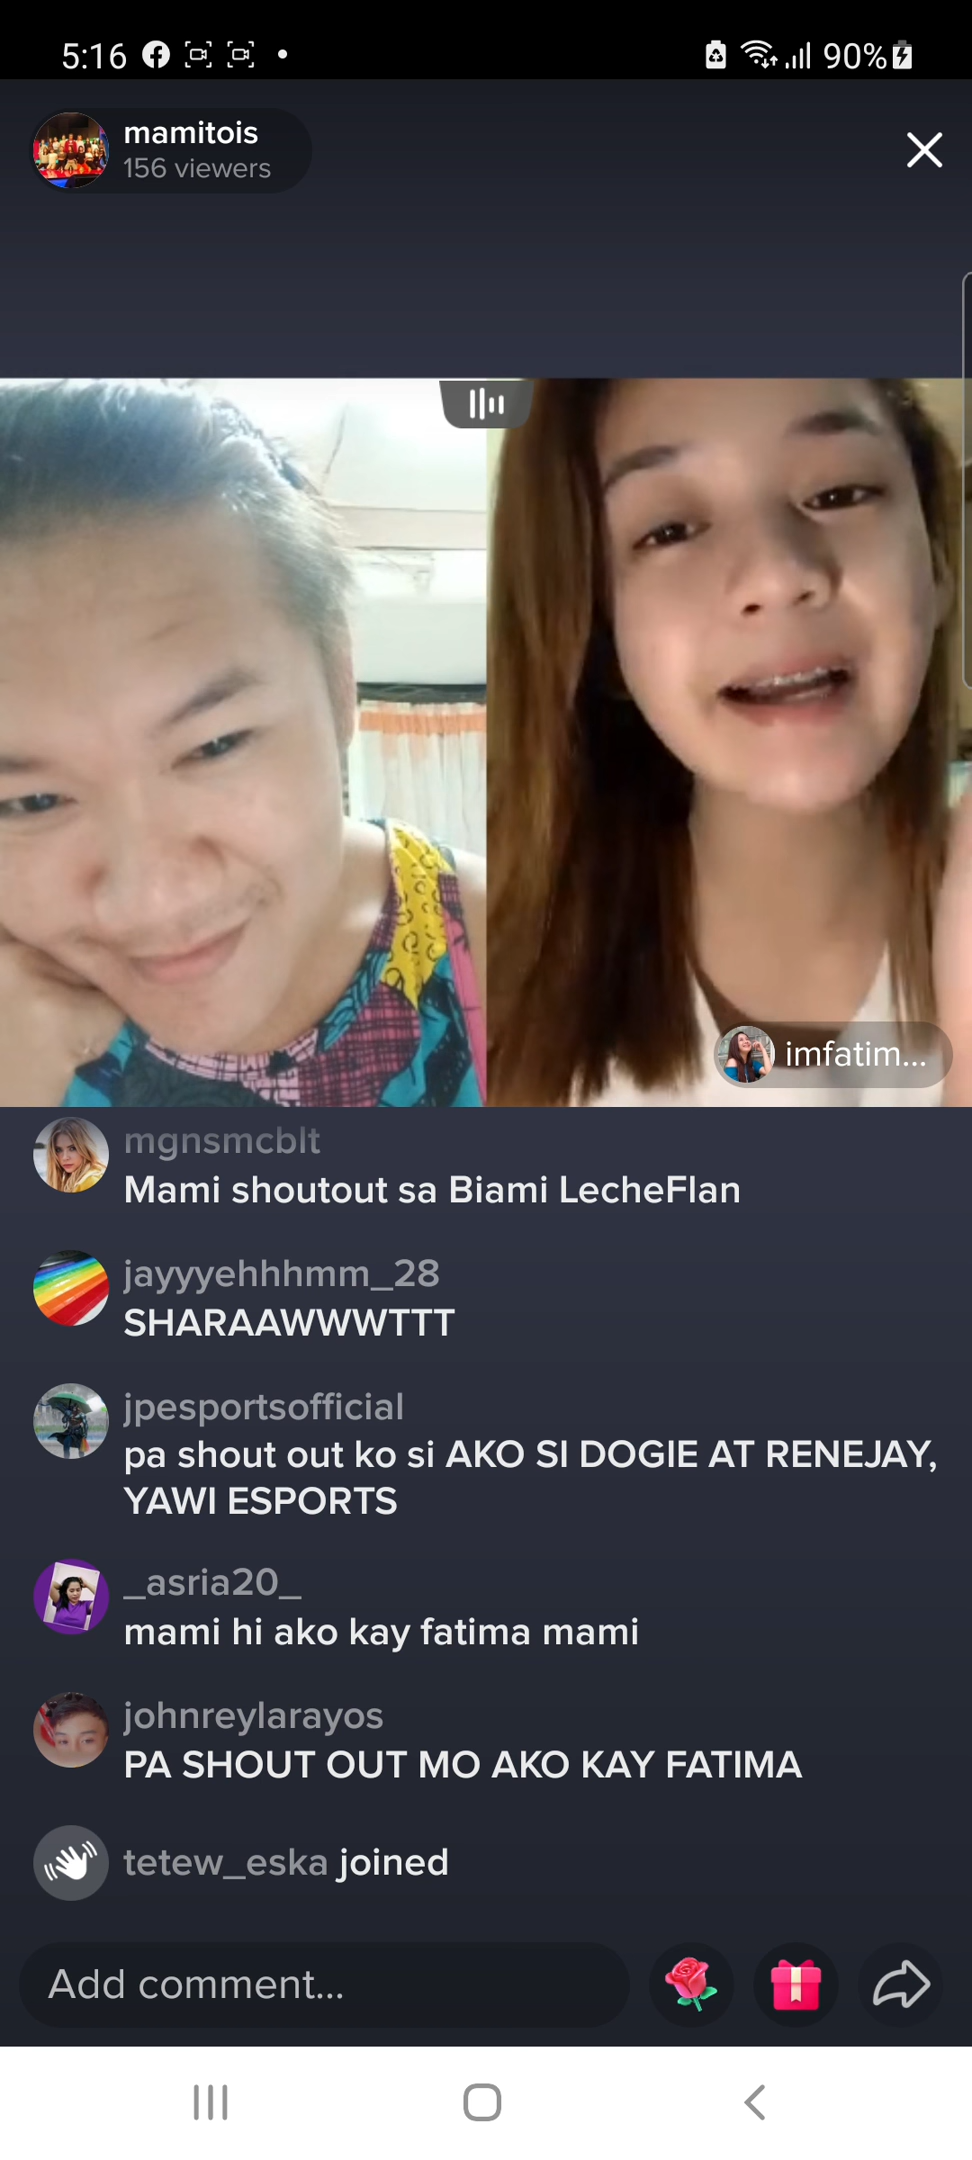 5:16
90%
mamitois
156 viewers
imfatim...
mgnsmcblt
Mami shoutout sa Biami LecheFlan
jayyyehhhmm_28
SHARAAWWWTTT
jpesportsofficial
pa shout out ko si AKO SI DOGIE AT RENEJAY,
YAWI ESPORTS
_asria20_
mami hi ako kay fatima mami
johnreylarayos
PA SHOUT OUT MO AKO KAY FATIMA
tetew_eska joined
Add comment...